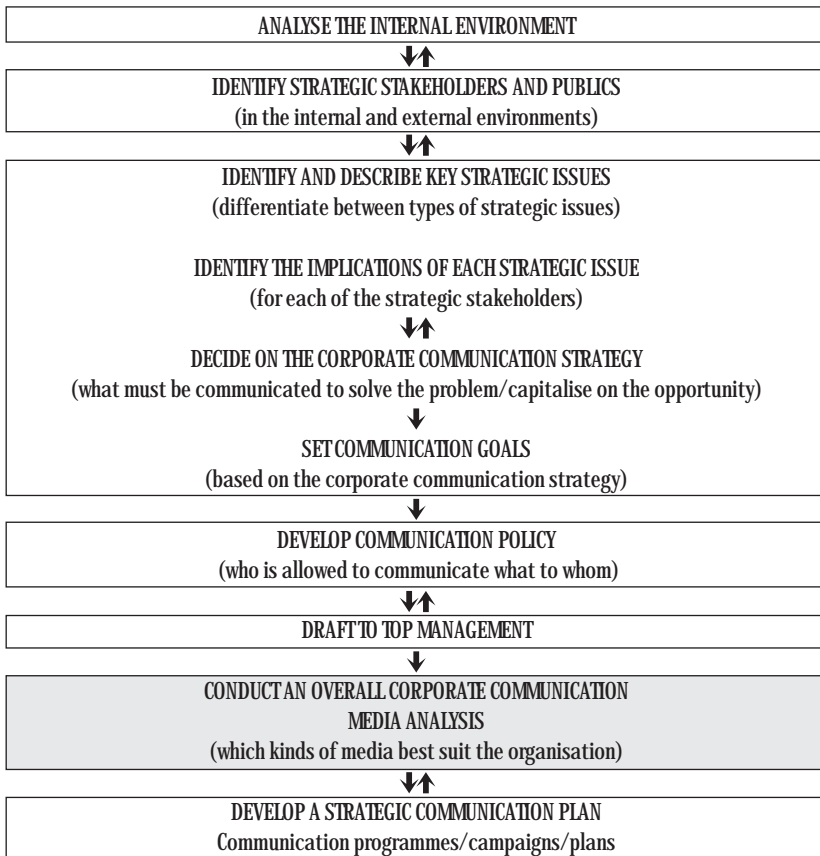 ANALYSE THE INTERNAL ENVIRONMENT
IDENTIFY STRATEGIC STAKEHOLDERS AND PUBLICS
(in the internal and external environments)
IDENTIFY AND DESCRIBE KEY STRATEGIC ISSUES
(differentiate between types of strategic issues)
IDENTIFY THE IMPLICATIONS OF EACH STRATEGIC ISSUE
(for each of the strategic stakeholders)
DECIDE ON THE CORPORATE COMMUNICATION STRATEGY
(what must be communicated to solve the problem/capitalise on the opportunity)
SET COMMUNICATION GOALS
(based on the corporate communication strategy)
DEVELOP COMMUNICATION POLICY
(who is allowed to communicate what to whom)
DRAFT TO TOP MANAGEMENT
CONDUCT AN OVERALL CORPORATE COMMUNICATION
MEDIA ANALYSIS
(which kinds of media best suit the organisation)
DEVELOP A STRATEGIC COMMUNICATION PLAN
Communication programmes/campaigns/plans